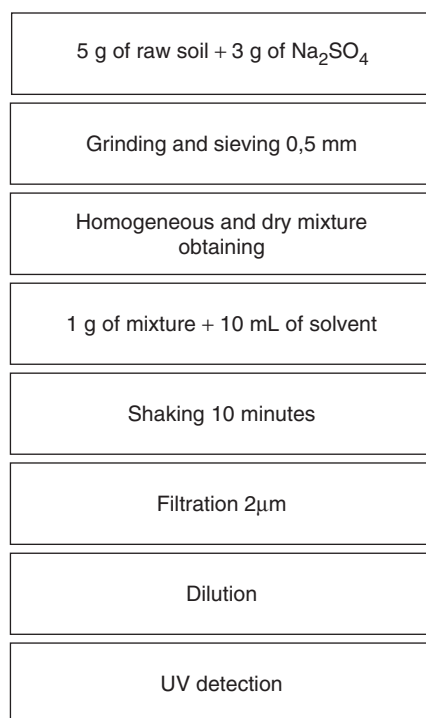 5 g of raw soil + 3 g of Na₂SO₄
Grinding and sieving 0,5 mm
Homogeneous and dry mixture
obtaining
1 g of mixture + 10 mL of solvent
Shaking 10 minutes
Filtration 2μm
Dilution
UV detection